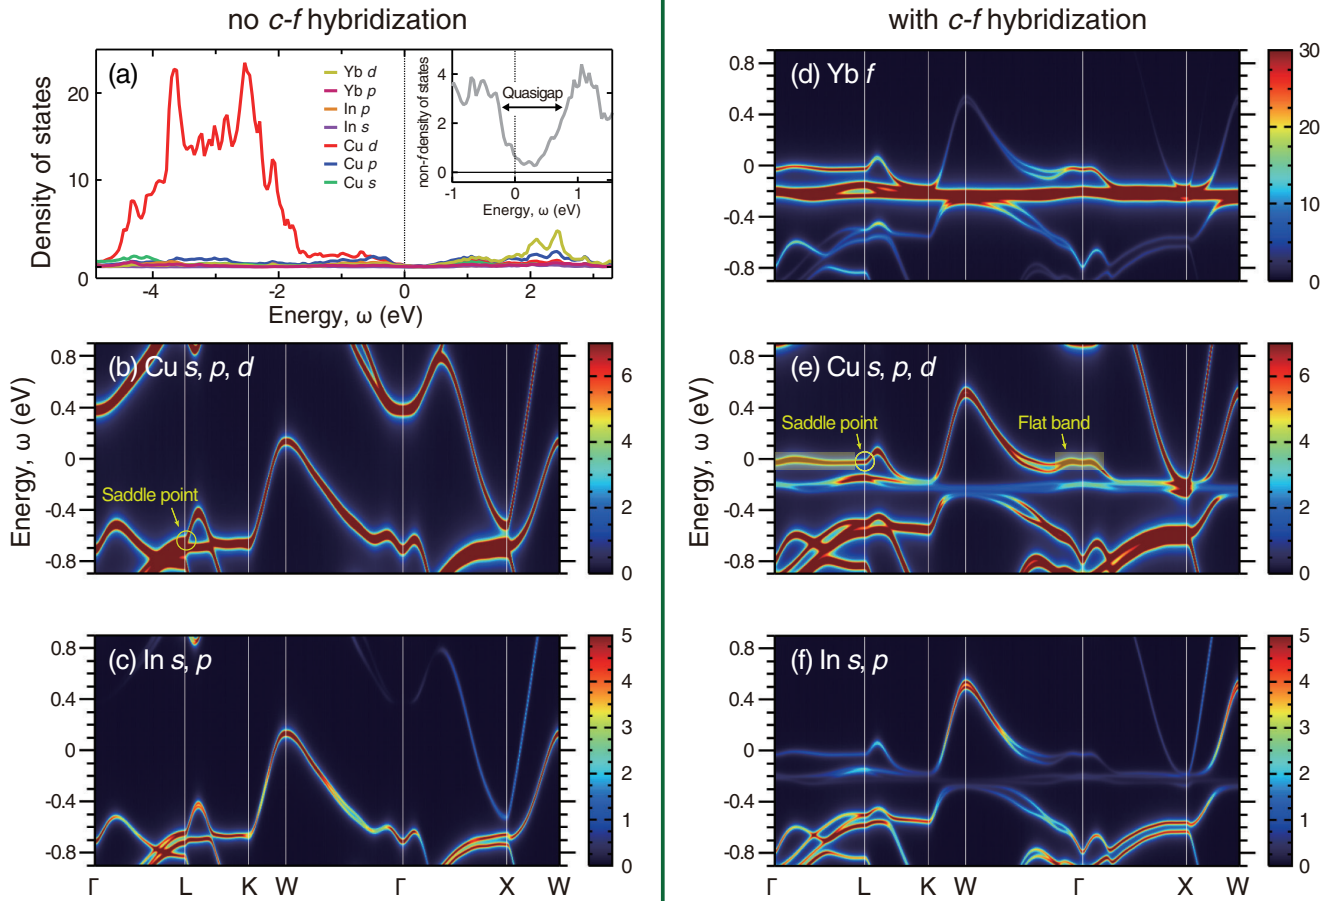 no c-f hybridization
with c-f hybridization
(a)
Yb d
Yb p
In p
In s
Cu d
Cu p
Cu s
Density of states
20
10
0
-4
-2
0
2
Energy, ω (eV)
non-f density of states
4
2
0
Quasigap
-1
0
1
Energy, ω (eV)
(d) Yb f
0.8
0.4
0
-0.4
-0.8
30
20
10
0
(b) Cu s, p, d
Energy, ω (eV)
0.8
0.4
0
-0.4
-0.8
Saddle point
6
4
2
0
(e) Cu s, p, d
Energy, ω (eV)
0.8
0.4
0
-0.4
-0.8
Saddle point
Flat band
6
4
2
0
(c) In s, p
0.8
0.4
0
-0.4
-0.8
5
4
3
2
1
0
Γ
L
K
W
Γ
X
W
(f) In s, p
0.8
0.4
0
-0.4
-0.8
5
4
3
2
1
0
Γ
L
K
W
Γ
X
W